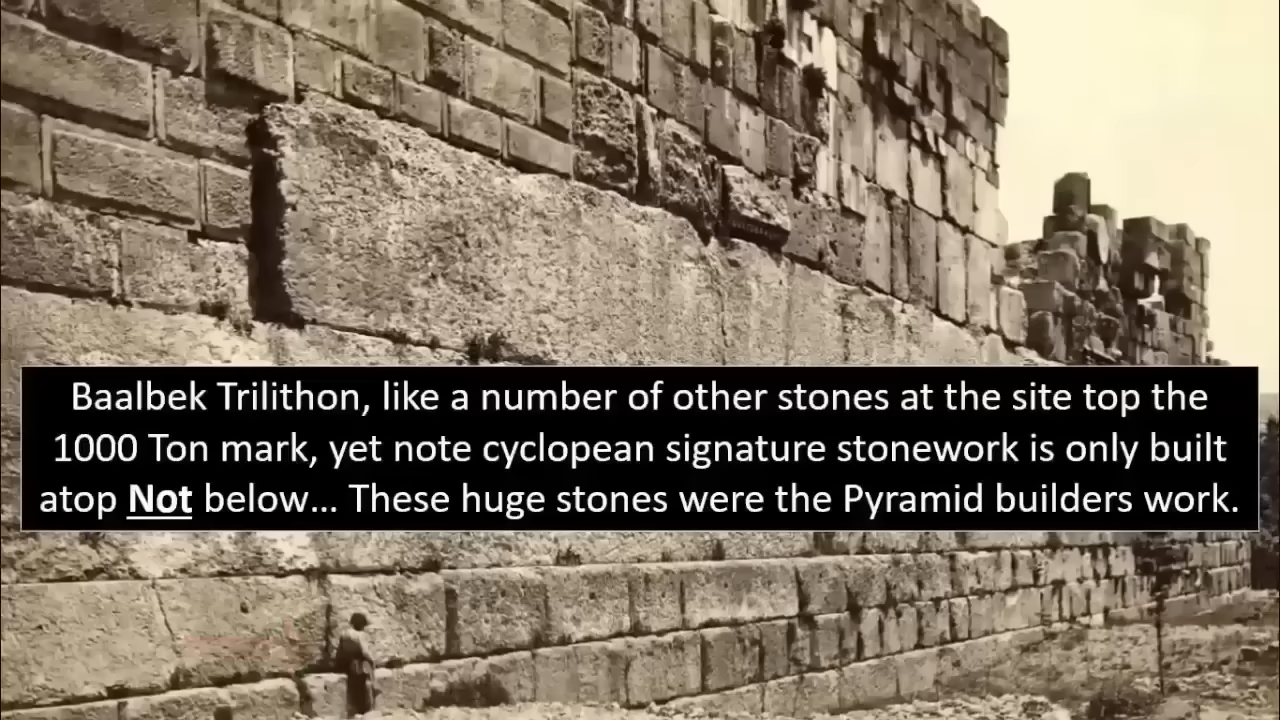 Baalbek Trilithon, like a number of other stones at the site top the
1000 Ton mark, yet note cyclopean signature stonework is only built
atop Not below... These huge stones were the Pyramid builders work.